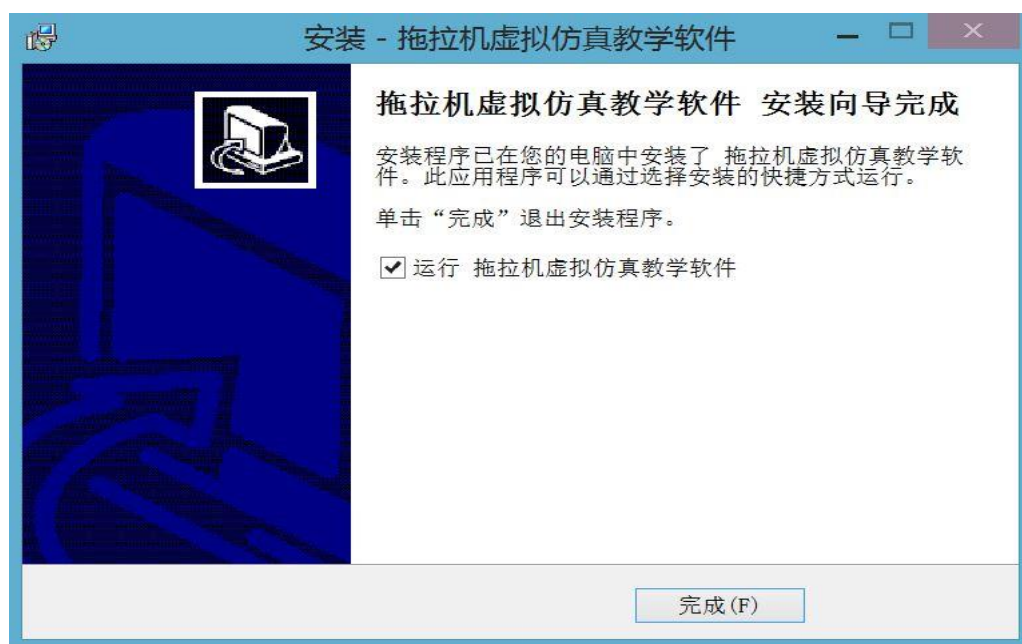 安装 - 拖拉机虚拟仿真教学软件
拖拉机虚拟仿真教学软件 安装向导完成
安装程序已在您的电脑中安装了 拖拉机虚拟仿真教学软
件。此应用程序可以通过选择安装的快捷方式运行。
单击“完成”退出安装程序。
运行 拖拉机虚拟仿真教学软件
完成(F)